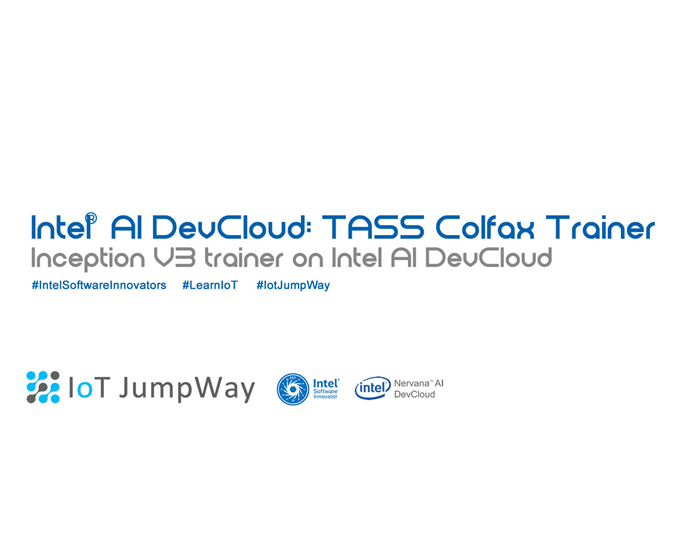 Intel® AI DevCloud: TASS Colfax Trainer
Inception V3 trainer on Intel AI DevCloud
#IntelSoftwareInnovators #LearnIoT #IotJumpWay
IoT JumpWay
Intel®
Software
Innovator
intel
Nervana™ AI
DevCloud